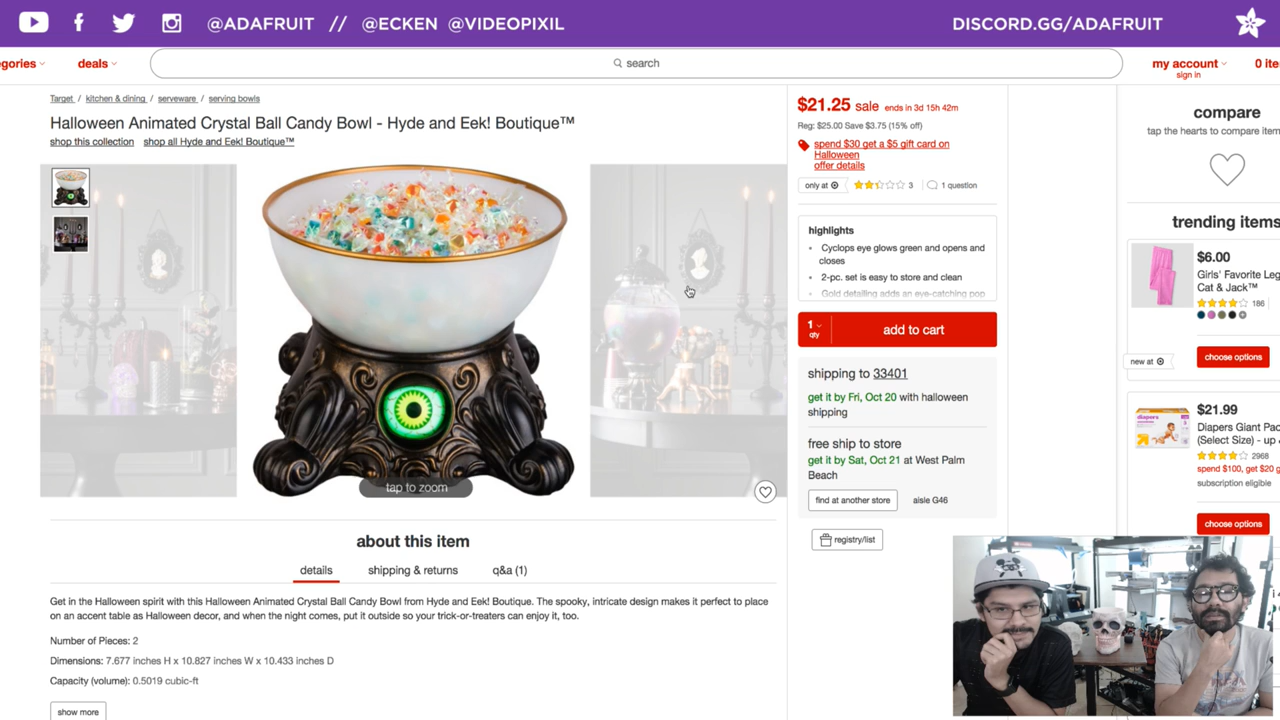 @ADAFRUIT // @ECKEN @VIDEOPIXIL
DISCORD.GG/ADAFRUIT
gories
deals
search
my account
sign in
0 ite
Target / kitchen & dining / serveware / serving bowls
Halloween Animated Crystal Ball Candy Bowl - Hyde and Eek! Boutique™
shop this collection shop all Hyde and Eek! Boutique™
tap to zoom
$21.25 sale ends in 3d 15h 42m
Reg: $25.00 Save $3.75 (15% off)
spend $30 get a $5 gift card on
Halloween
offer details
only at
3
1 question
highlights
• Cyclops eye glows green and opens and
closes
• 2-pc. set is easy to store and clean
• Gold detailing adds an eye-catching pop
1
qty
add to cart
shipping to 33401
get it by Fri, Oct 20 with halloween
shipping
free ship to store
get it by Sat, Oct 21 at West Palm
Beach
find at another store
aisle G46
registry/list
about this item
details
shipping & returns
q&a (1)
Get in the Halloween spirit with this Halloween Animated Crystal Ball Candy Bowl from Hyde and Eek! Boutique. The spooky, intricate design makes it perfect to place
on an accent table as Halloween decor, and when the night comes, put it outside so your trick-or-treaters can enjoy it, too.
Number of Pieces: 2
Dimensions: 7.677 inches H x 10.827 inches W x 10.433 inches D
Capacity (volume): 0.5019 cubic-ft
show more
compare
tap the hearts to compare item
trending items
$6.00
Girls' Favorite Leg
Cat & Jack™
186
new at
choose options
$21.99
Diapers Giant Pac
(Select Size) - up &
2968
spend $100, get $20 g
subscription eligible
choose options